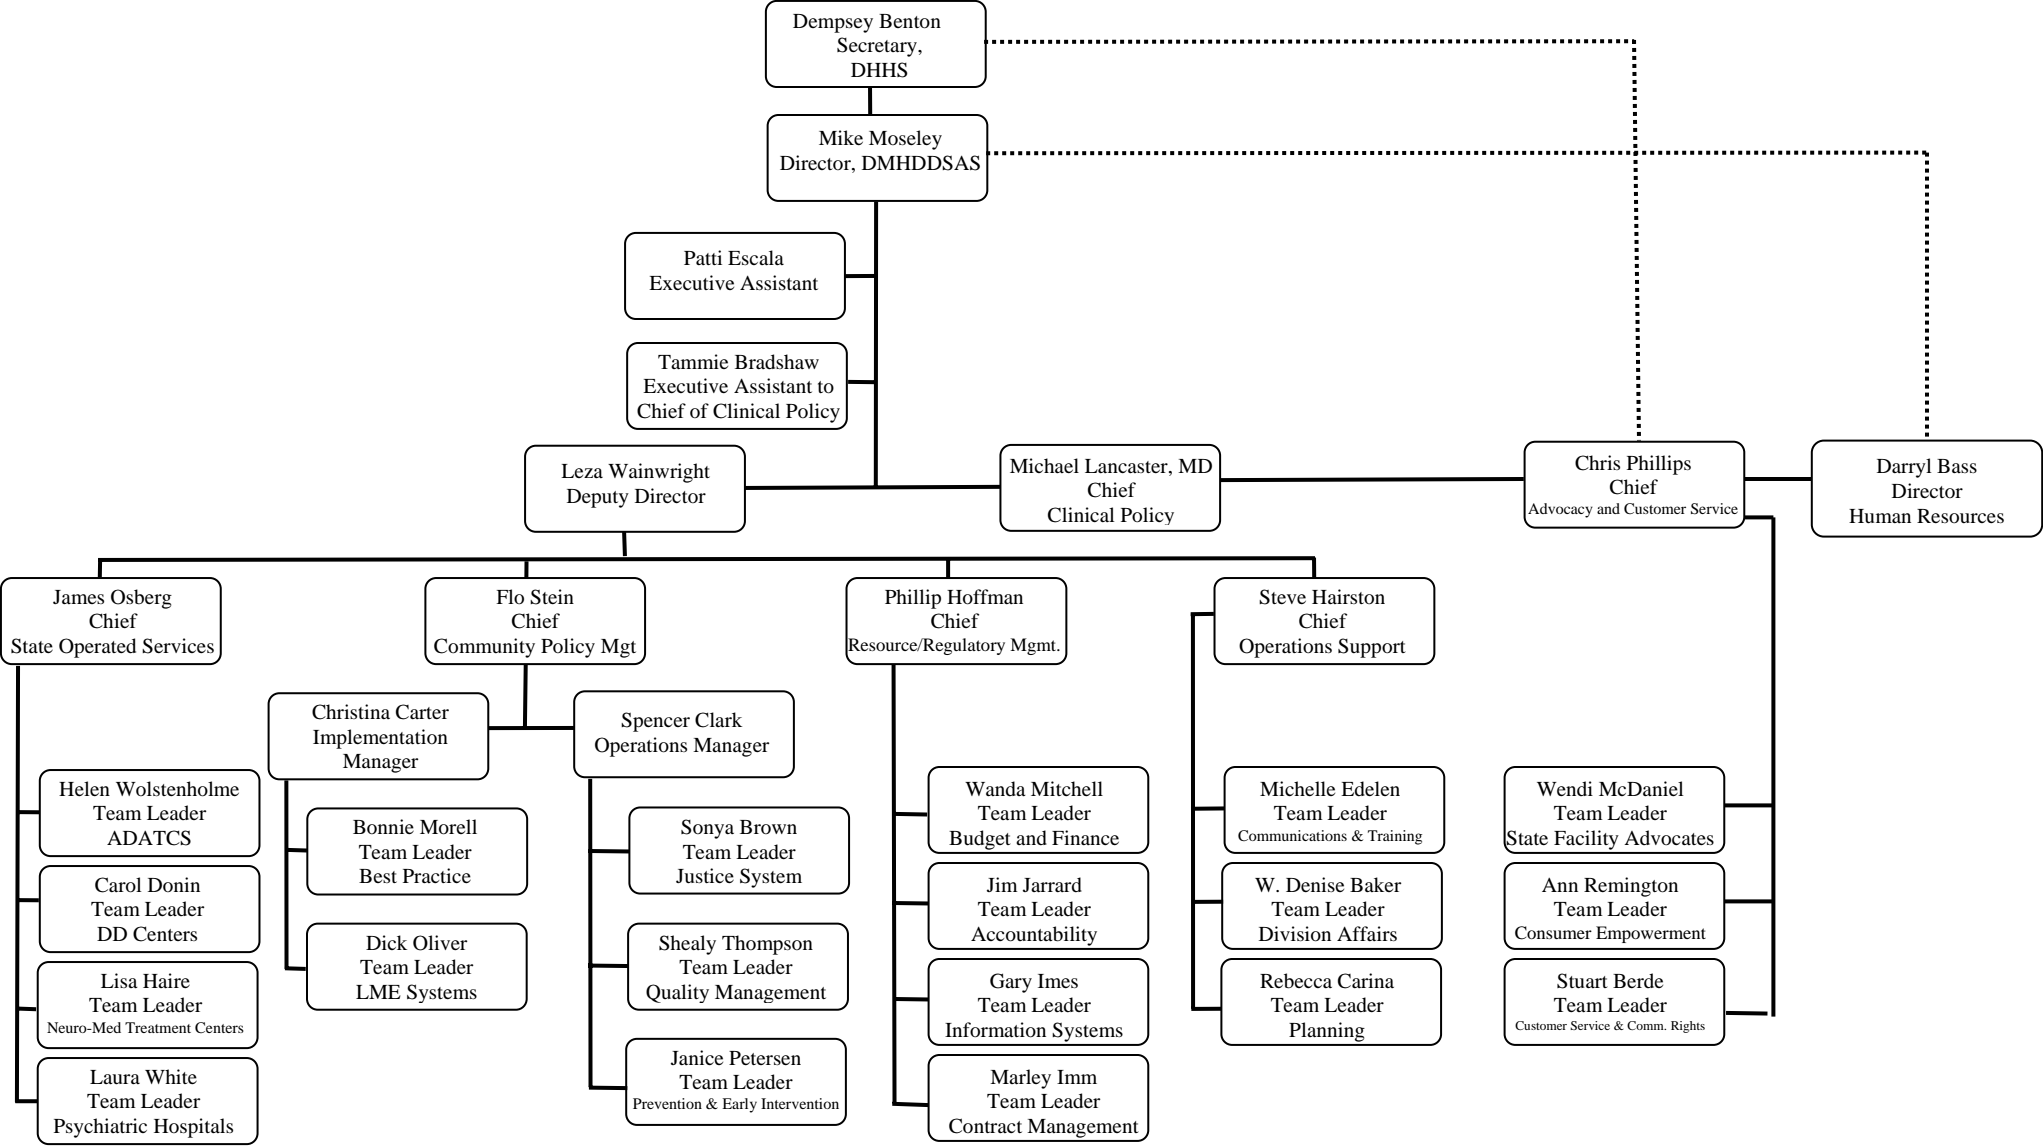 Dempsey Benton
Secretary,
DHHS
Mike Moseley
Director, DMHDDSAS
Patti Escala
Executive Assistant
Tammie Bradshaw
Executive Assistant to
Chief of Clinical Policy
Leza Wainwright
Deputy Director
Michael Lancaster, MD
Chief
Clinical Policy
Chris Phillips
Chief
Advocacy and Customer Service
Darryl Bass
Director
Human Resources
James Osberg
Chief
State Operated Services
Flo Stein
Chief
Community Policy Mgt
Phillip Hoffman
Chief
Resource/Regulatory Mgmt.
Steve Hairston
Chief
Operations Support
Christina Carter
Implementation
Manager
Spencer Clark
Operations Manager
Helen Wolstenholme
Team Leader
ADATCS
Carol Donin
Team Leader
DD Centers
Lisa Haire
Team Leader
Neuro-Med Treatment Centers
Laura White
Team Leader
Psychiatric Hospitals
Bonnie Morell
Team Leader
Best Practice
Dick Oliver
Team Leader
LME Systems
Sonya Brown
Team Leader
Justice System
Shealy Thompson
Team Leader
Quality Management
Janice Petersen
Team Leader
Prevention & Early Intervention
Wanda Mitchell
Team Leader
Budget and Finance
Jim Jarrard
Team Leader
Accountability
Gary Imes
Team Leader
Information Systems
Marley Imm
Team Leader
Contract Management
Michelle Edelen
Team Leader
Communications & Training
W. Denise Baker
Team Leader
Division Affairs
Rebecca Carina
Team Leader
Planning
Wendi McDaniel
Team Leader
State Facility Advocates
Ann Remington
Team Leader
Consumer Empowerment
Stuart Berde
Team Leader
Customer Service & Comm. Rights